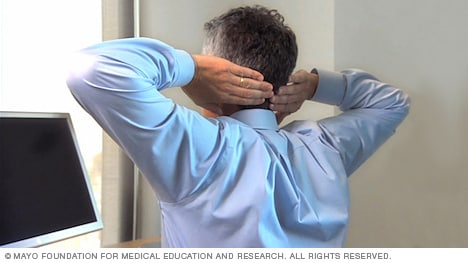 © MAYO FOUNDATION FOR MEDICAL EDUCATION AND RESEARCH. ALL RIGHTS RESERVED.